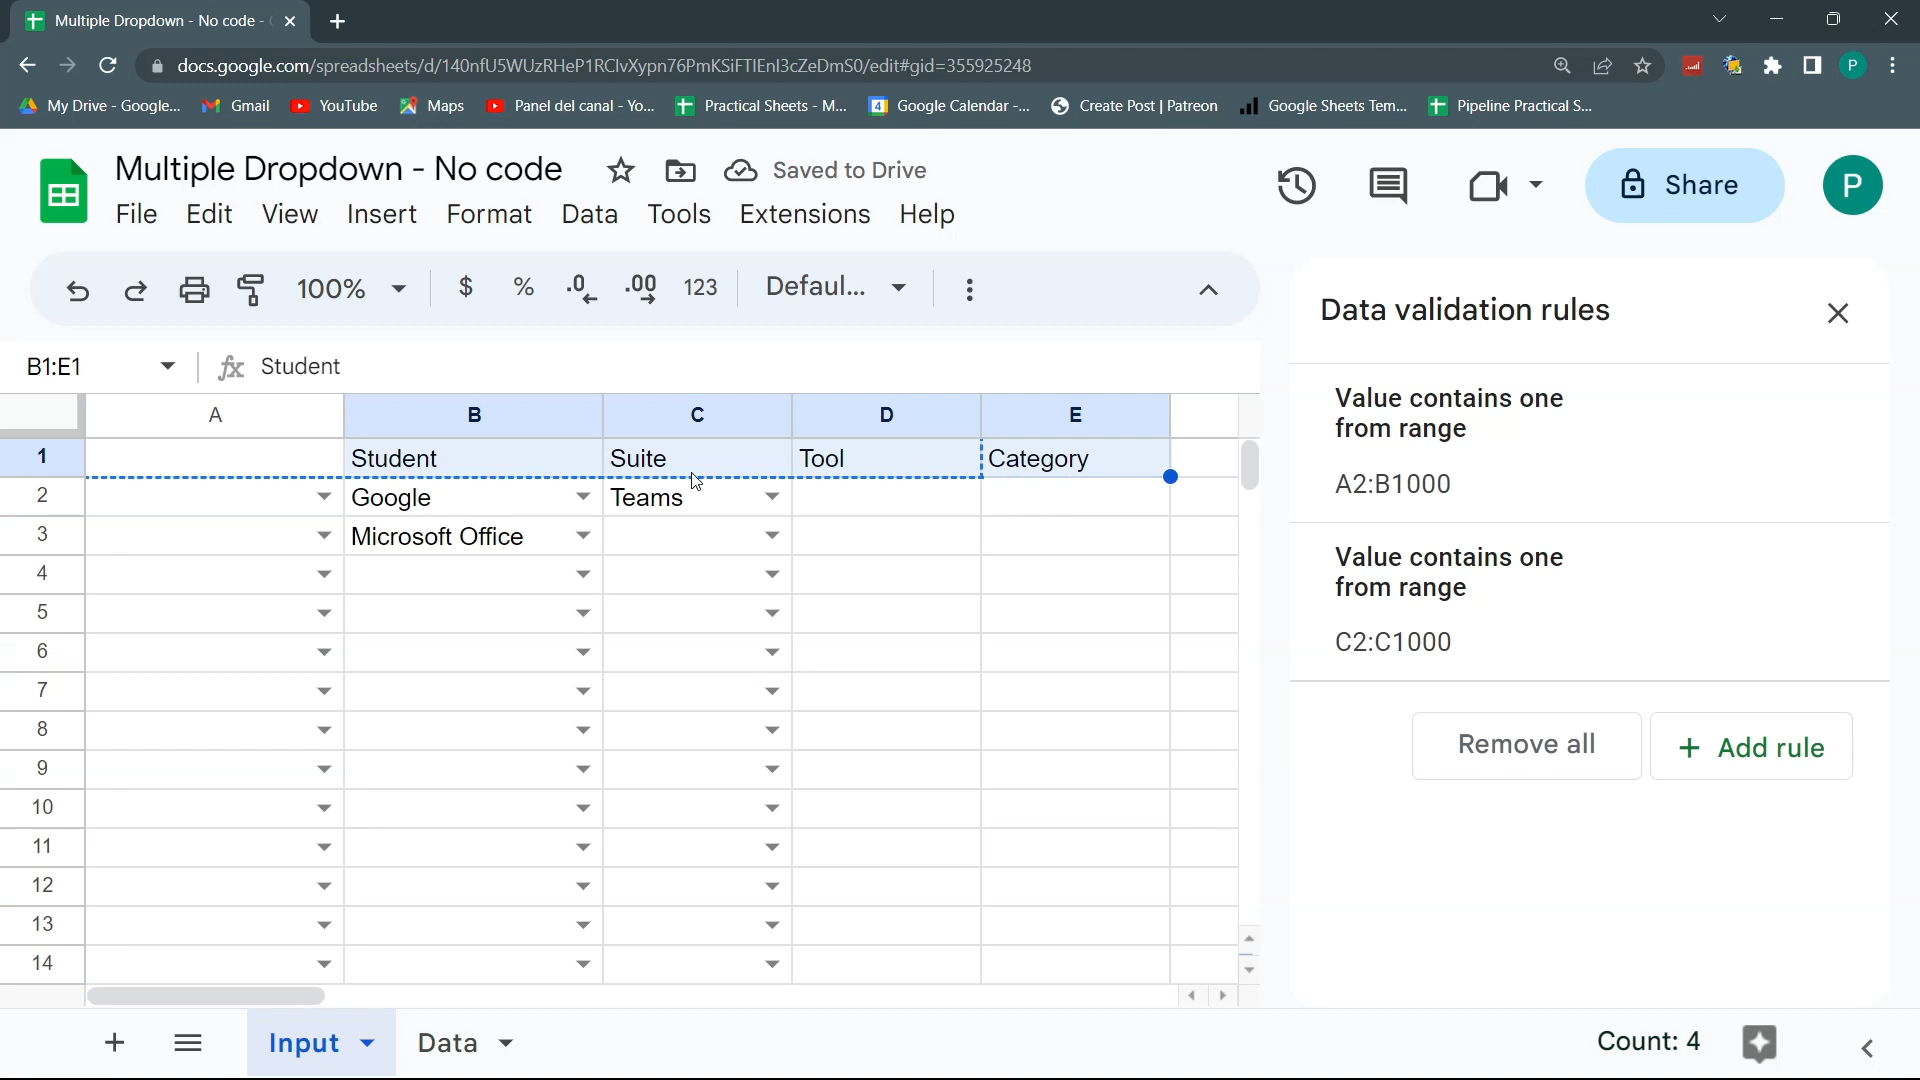 Multiple Dropdown - No code -
docs.google.com/spreadsheets/d/140nfU5WUzRHeP1RClvXypn76PmKSiFTIEnI3cZeDmS0/edit#gid=355925248
P
My Drive - Google... Gmail YouTube Maps Panel del canal - Yo... Practical Sheets - M... 4 Google Calendar -... Create Post | Patreon Google Sheets Tem... Pipeline Practical S...
Multiple Dropdown - No code Saved to Drive
File Edit View Insert Format Data Tools Extensions Help
Share P
100% $ % .0 .00 123 Defaul...
B1:E1 fx Student
A B C D E
1 Student Suite Tool Category
2 Google Teams
3 Microsoft Office
4
5
6
7
8
9
10
11
12
13
14
Data validation rules
Value contains one
from range
A2:B1000
Value contains one
from range
C2:C1000
Remove all + Add rule
Input Data Count: 4